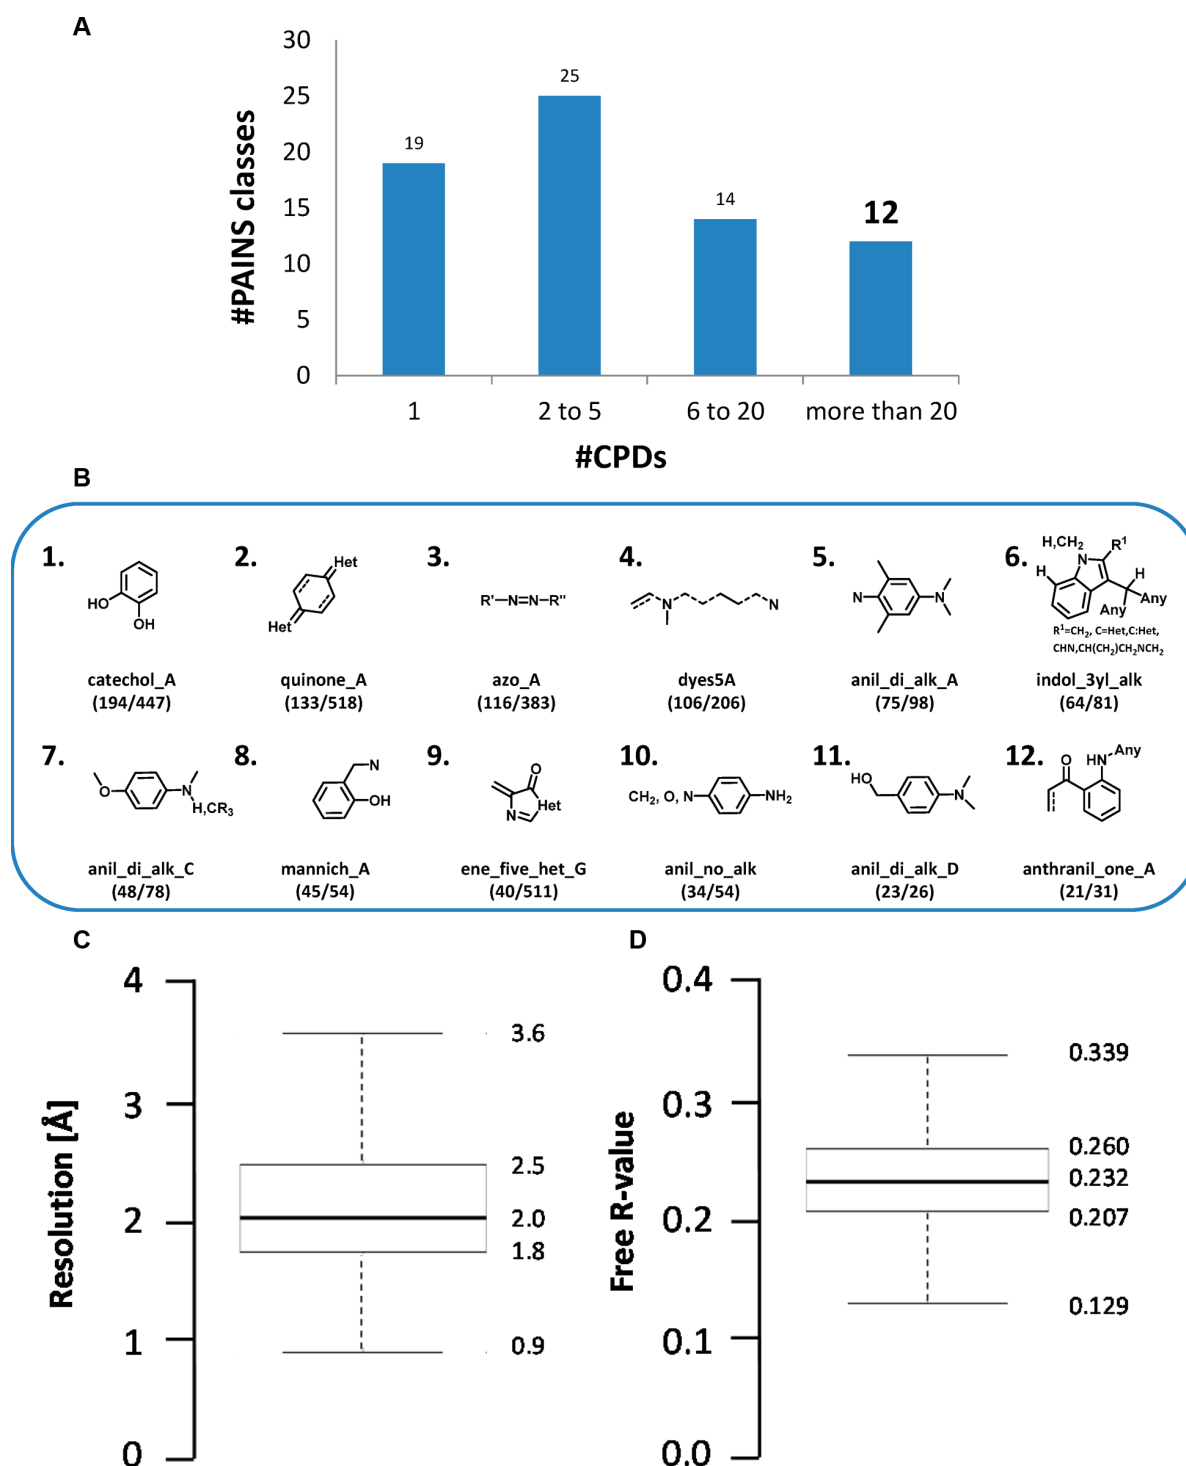 A
30
25
20
15
10
5
0
#PAINS classes
19
25
14
12
1
2 to 5
6 to 20
more than 20
#CPDs
B
1.
HO
OH
catechol_A
(194/447)
2.
Het
Het
quinone_A
(133/518)
3.
R'–N=N–R"
azo_A
(116/383)
4.
N
N
dyes5A
(106/206)
5.
N
N
anil_di_alk_A
(75/98)
6.
H,CH2
N
R1
H
H
Any
Any
R1=CH2, C=Het,C:Het,
CHN,CH(CH2)CH2NCH2
indol_3yl_alk
(64/81)
7.
O
N
H,CR3
anil_di_alk_C
(48/78)
8.
N
OH
mannich_A
(45/54)
9.
O
Het
N
ene_five_het_G
(40/511)
10.
CH2, O, N
NH2
anil_no_alk
(34/54)
11.
HO
N
anil_di_alk_D
(23/26)
12.
O
HN
Any
anthranil_one_A
(21/31)
C
4
3
2
1
0
Resolution [Å]
3.6
2.5
2.0
1.8
0.9
D
0.4
0.3
0.2
0.1
0.0
Free R-value
0.339
0.260
0.232
0.207
0.129